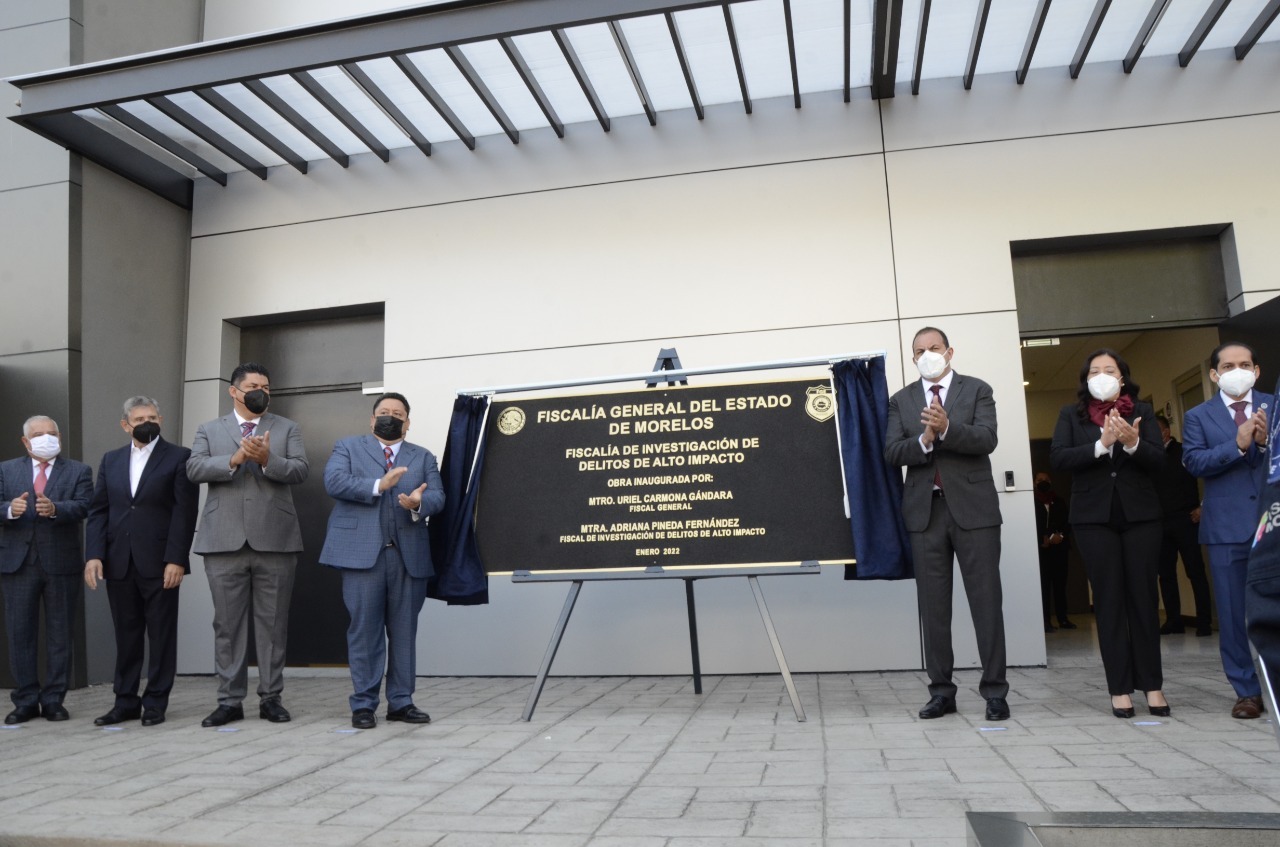 FISCALÍA GENERAL DEL ESTADO
DE MORELOS
FISCALÍA DE INVESTIGACIÓN DE
DELITOS DE ALTO IMPACTO
OBRA INAUGURADA POR:
MTRO. URIEL CARMONA GÁNDARA
FISCAL GENERAL
MTRA. ADRIANA PINEDA FERNÁNDEZ
FISCAL DE INVESTIGACIÓN DE DELITOS DE ALTO IMPACTO
ENERO 2022